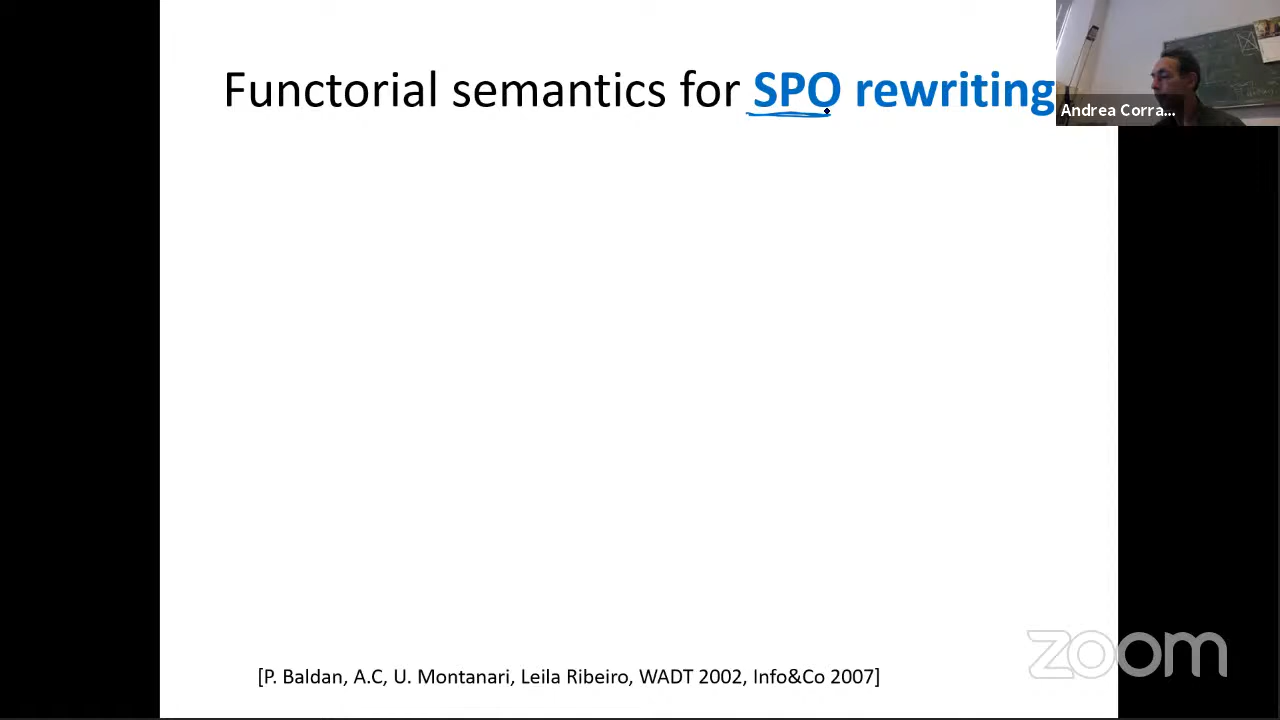 Functorial semantics for SPO rewriting
Andrea Corra...
[P. Baldan, A.C, U. Montanari, Leila Ribeiro, WADT 2002, Info&Co 2007]
zoom